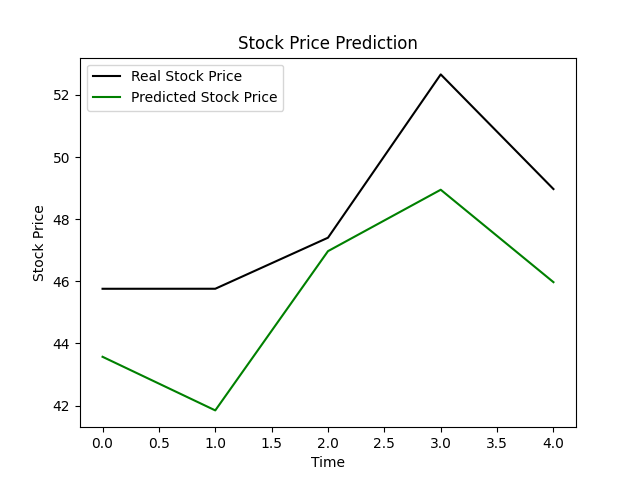 Stock Price Prediction
Real Stock Price
Predicted Stock Price
Stock Price
52
50
48
46
44
42
0.0 0.5 1.0 1.5 2.0 2.5 3.0 3.5 4.0
Time